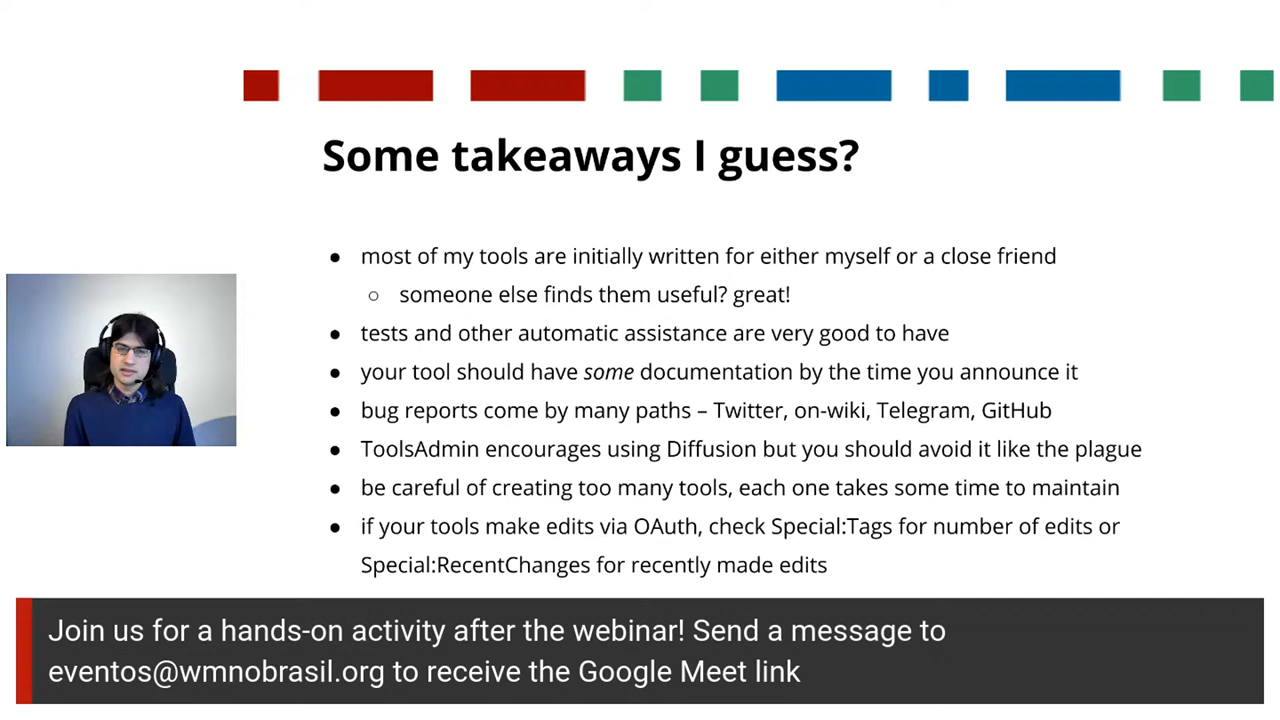 Some takeaways I guess?
● most of my tools are initially written for either myself or a close friend
○ someone else finds them useful? great!
● tests and other automatic assistance are very good to have
● your tool should have some documentation by the time you announce it
● bug reports come by many paths – Twitter, on-wiki, Telegram, GitHub
● ToolsAdmin encourages using Diffusion but you should avoid it like the plague
● be careful of creating too many tools, each one takes some time to maintain
● if your tools make edits via OAuth, check Special:Tags for number of edits or
Special:RecentChanges for recently made edits
Join us for a hands-on activity after the webinar! Send a message to
eventos@wmnobrasil.org to receive the Google Meet link